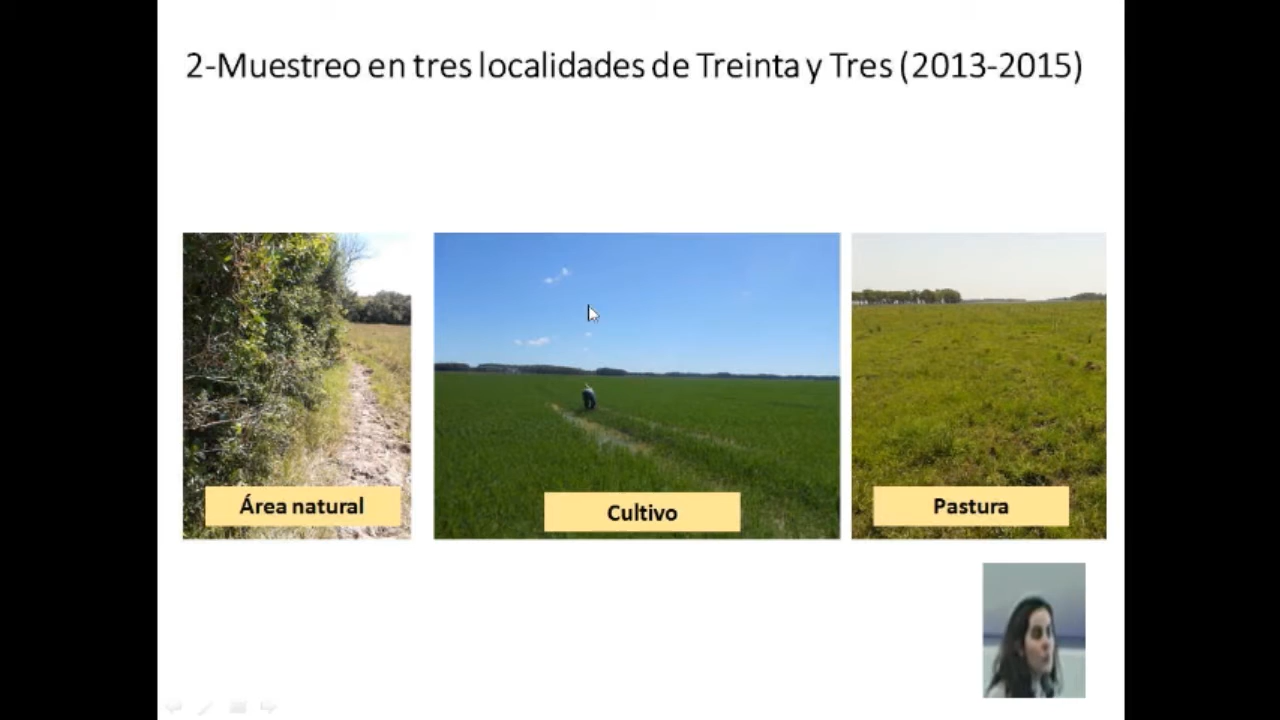 2-Muestreo en tres localidades de Treinta y Tres (2013-2015)
Área natural
Cultivo
Pastura